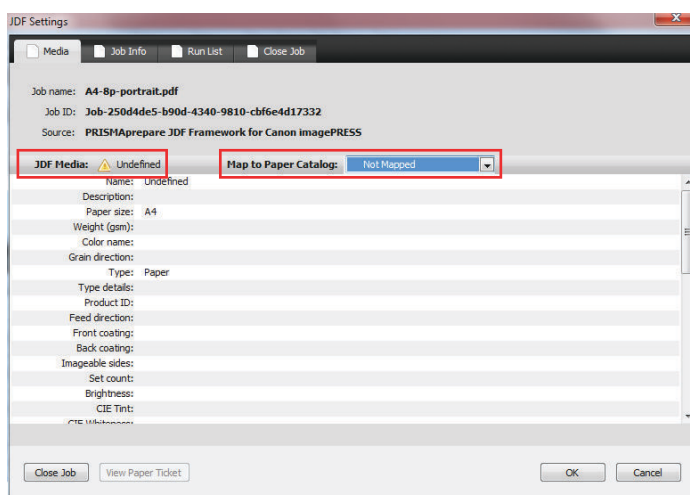 JDF Settings
Media Job Info Run List Close Job
Job name: A4-8p-portrait.pdf
Job ID: Job-250d4de5-b90d-4340-9810-cbf6e4d17332
Source: PRISMAprepare JDF Framework for Canon imagePRESS
JDF Media: Undefined Map to Paper Catalog: Not Mapped
Name: Undefined
Description:
Paper size: A4
Weight (gsm):
Color name:
Grain direction:
Type: Paper
Type details:
Product ID:
Feed direction:
Front coating:
Back coating:
Imageable sides:
Set count:
Brightness:
CIE Tint:
CIE Whiteness:
Close Job View Paper Ticket OK Cancel